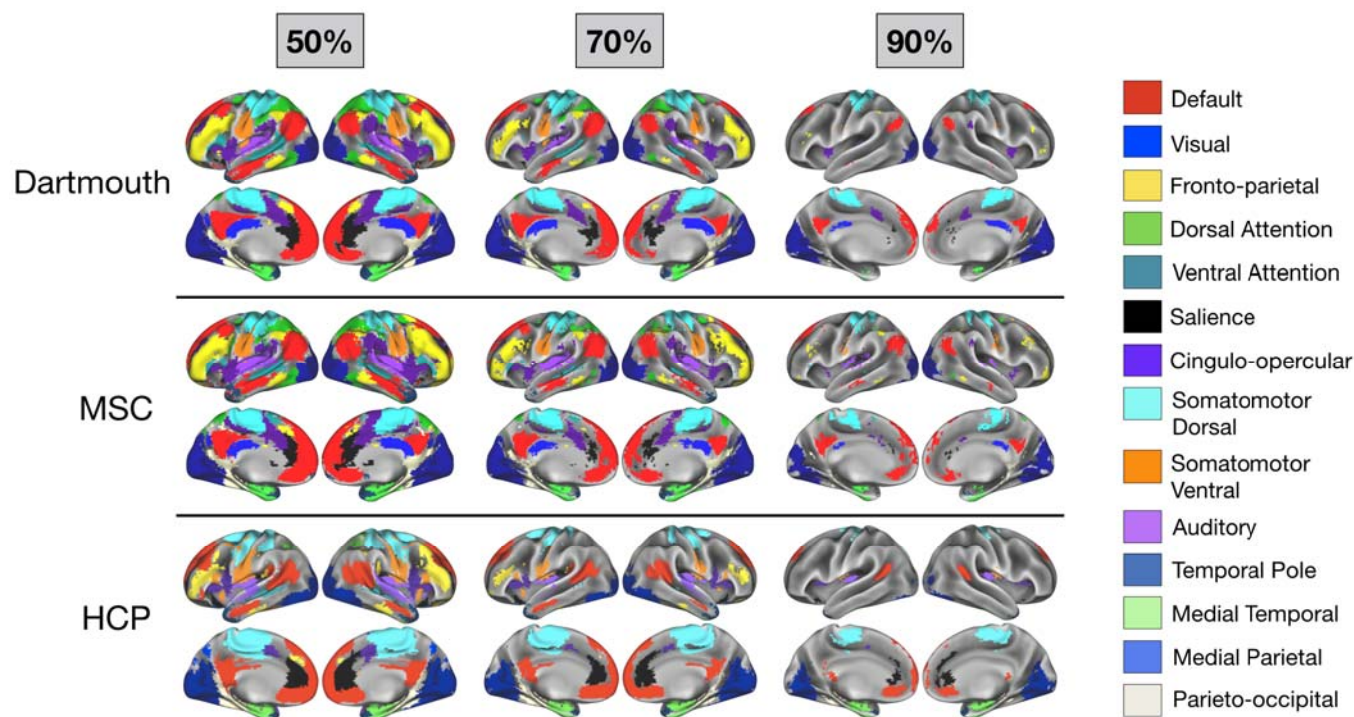 50%
70%
90%
Dartmouth
MSC
HCP
Default
Visual
Fronto-parietal
Dorsal Attention
Ventral Attention
Salience
Cingulo-opercular
Somatomotor
Dorsal
Somatomotor
Ventral
Auditory
Temporal Pole
Medial Temporal
Medial Parietal
Parieto-occipital